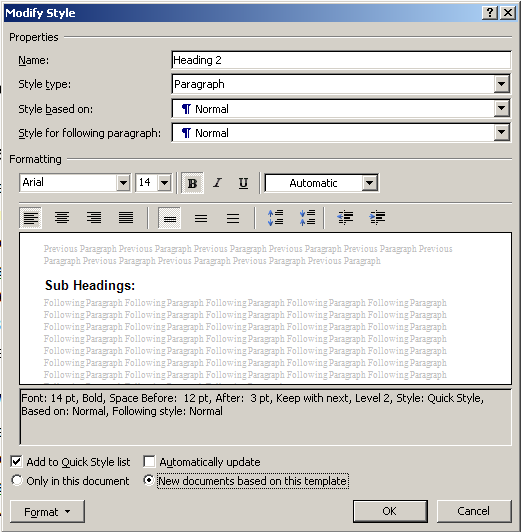 Modify Style
Properties
Name: Heading 2
Style type: Paragraph
Style based on: ¶ Normal
Style for following paragraph: ¶ Normal
Formatting
Arial 14 B I U Automatic
Previous Paragraph Previous Paragraph Previous Paragraph Previous Paragraph Previous Paragraph Previous
Paragraph Previous Paragraph Previous Paragraph Previous Paragraph Previous Paragraph
Sub Headings:
Following Paragraph Following Paragraph Following Paragraph Following Paragraph Following Paragraph
Following Paragraph Following Paragraph Following Paragraph Following Paragraph Following Paragraph
Following Paragraph Following Paragraph Following Paragraph Following Paragraph Following Paragraph
Following Paragraph Following Paragraph Following Paragraph Following Paragraph Following Paragraph
Following Paragraph Following Paragraph Following Paragraph Following Paragraph Following Paragraph
Following Paragraph Following Paragraph Following Paragraph Following Paragraph Following Paragraph
Following Paragraph Following Paragraph Following Paragraph Following Paragraph Following Paragraph
Font: 14 pt, Bold, Space Before: 12 pt, After: 3 pt, Keep with next, Level 2, Style: Quick Style,
Based on: Normal, Following style: Normal
Add to Quick Style list Automatically update
Only in this document New documents based on this template
Format OK Cancel